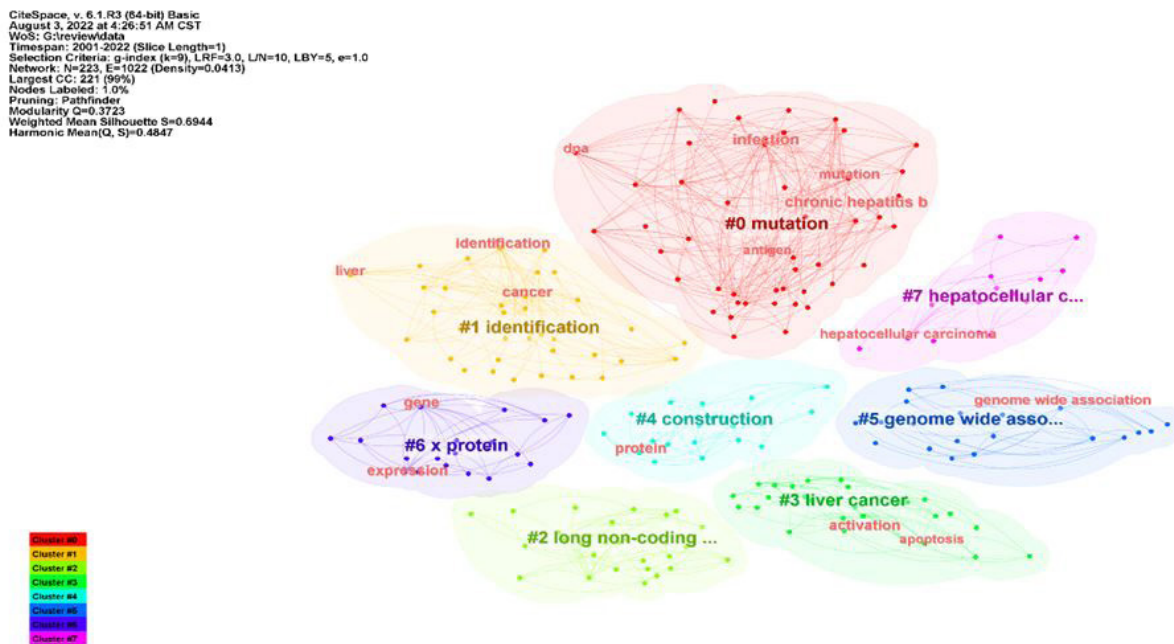 CiteSpace, v. 6.1.R3 (64-bit) Basic
August 3, 2022 at 4:26:51 AM CST
WoS: G:\review\data
Timespan: 2001-2022 (Slice Length=1)
Selection Criteria: g-index (k=9), LRF=3.0, L/N=10, LBY=5, e=1.0
Network: N=223, E=1022 (Density=0.0413)
Largest CC: 221 (99%)
Nodes Labeled: 1.0%
Pruning: Pathfinder
Modularity Q=0.3723
Weighted Mean Silhouette S=0.6944
Harmonic Mean(Q, S)=0.4847
infection
dna
mutation
chronic hepatitus b
#0 mutation
antigen
identification
liver
cancer
#1 identification
#7 hepatocellular c...
hepatocellular carcinoma
gene
#6 x protein
expression
#4 construction
protein
genome wide association
#5 genome wide asso...
#3 liver cancer
activation
apoptosis
#2 long non-coding ...
Cluster #0
Cluster #1
Cluster #2
Cluster #3
Cluster #4
Cluster #5
Cluster #6
Cluster #7